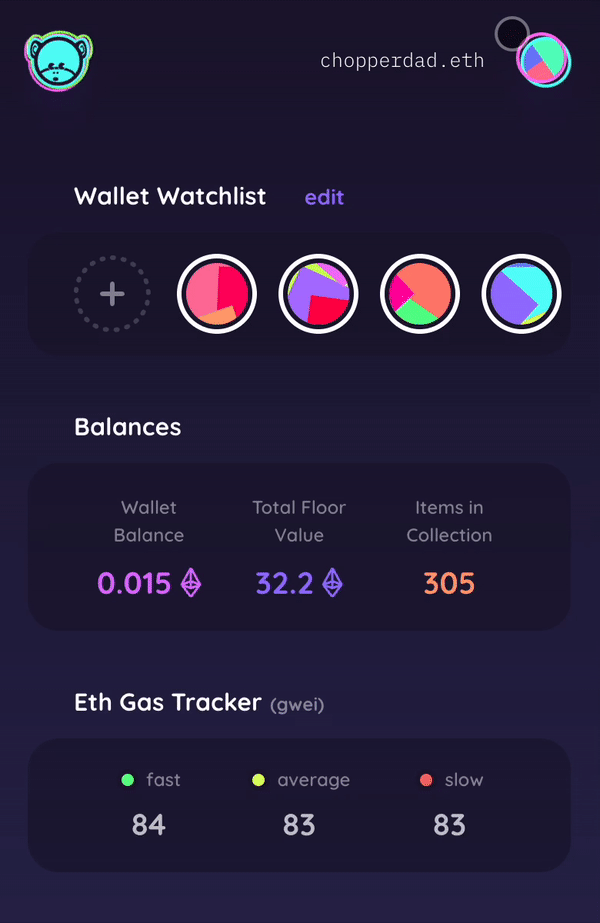 chopperdad.eth
Wallet Watchlist edit
Balances
Wallet Balance
Total Floor Value
Items in Collection
0.015
32.2
305
Eth Gas Tracker (gwei)
fast average slow
84 83 83